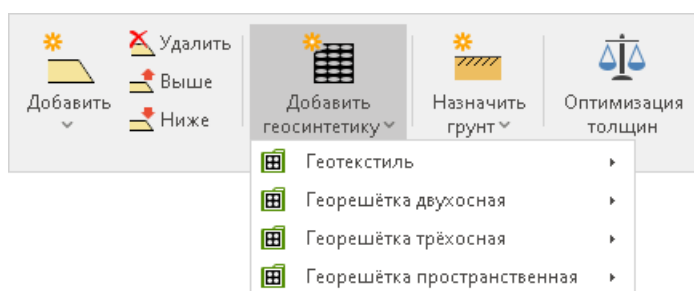 Добавить
Удалить
Выше
Ниже
Добавить
геосинтетику
Назначить
грунт
Оптимизация
толщин
Геотекстиль
Георешётка двухосная
Георешётка трёхосная
Георешётка пространственная